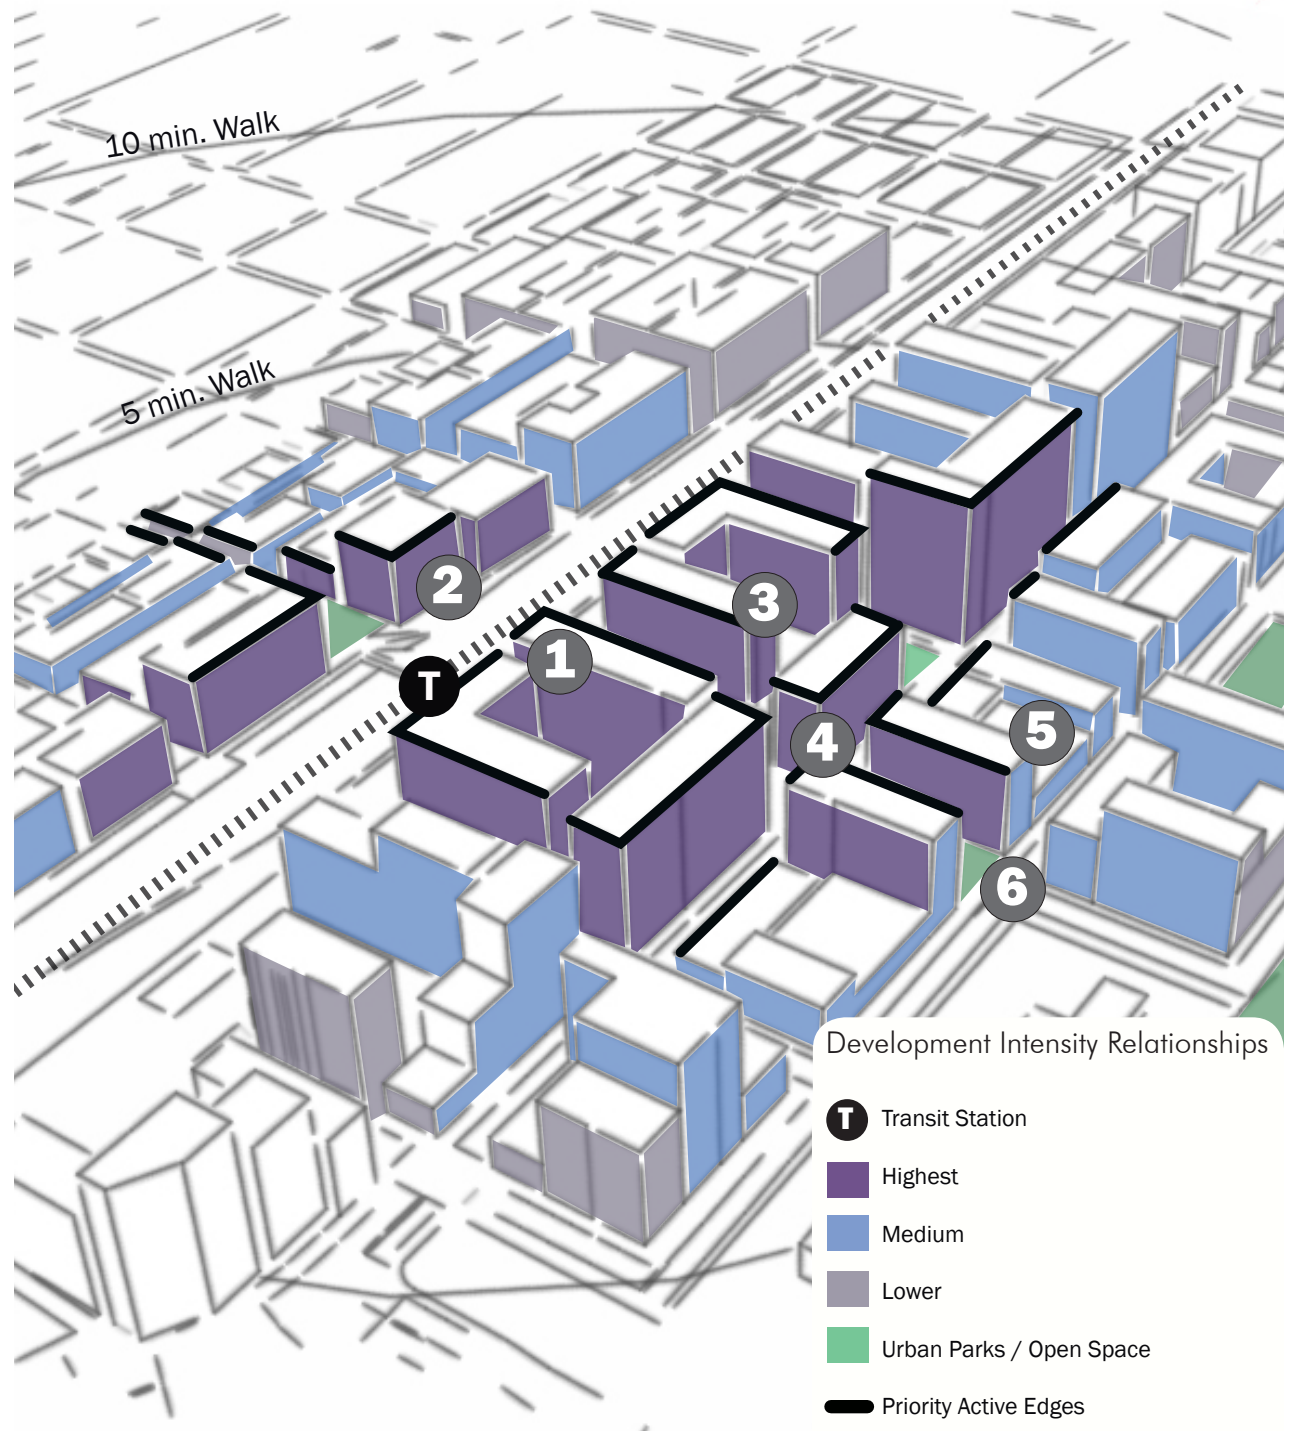 10 min. Walk
5 min. Walk
2
3
1
T
4
5
6
Development Intensity Relationships
T Transit Station
Highest
Medium
Lower
Urban Parks / Open Space
Priority Active Edges